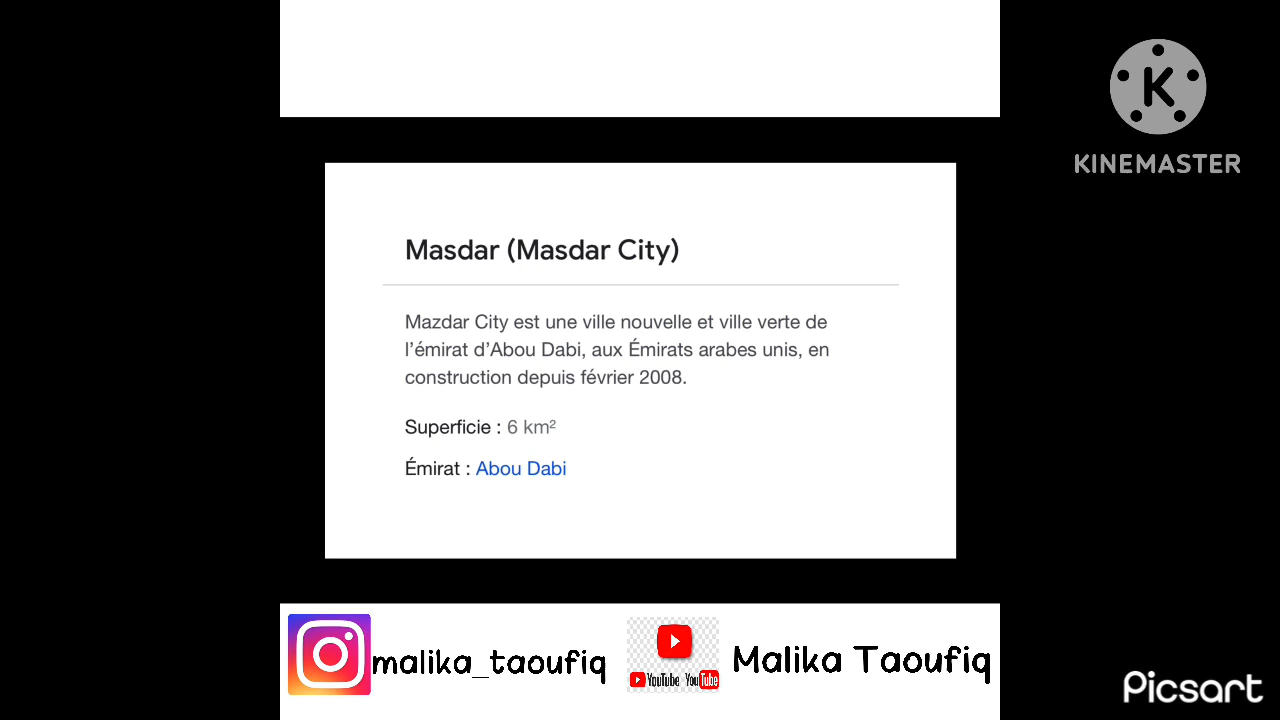 K
KINEMASTER
Masdar (Masdar City)
Mazdar City est une ville nouvelle et ville verte de
l’émirat d’Abou Dabi, aux Émirats arabes unis, en
construction depuis février 2008.
Superficie : 6 km²
Émirat : Abou Dabi
malika_taoufiq
YouTube YouTube
Malika Taoufiq
Picsart